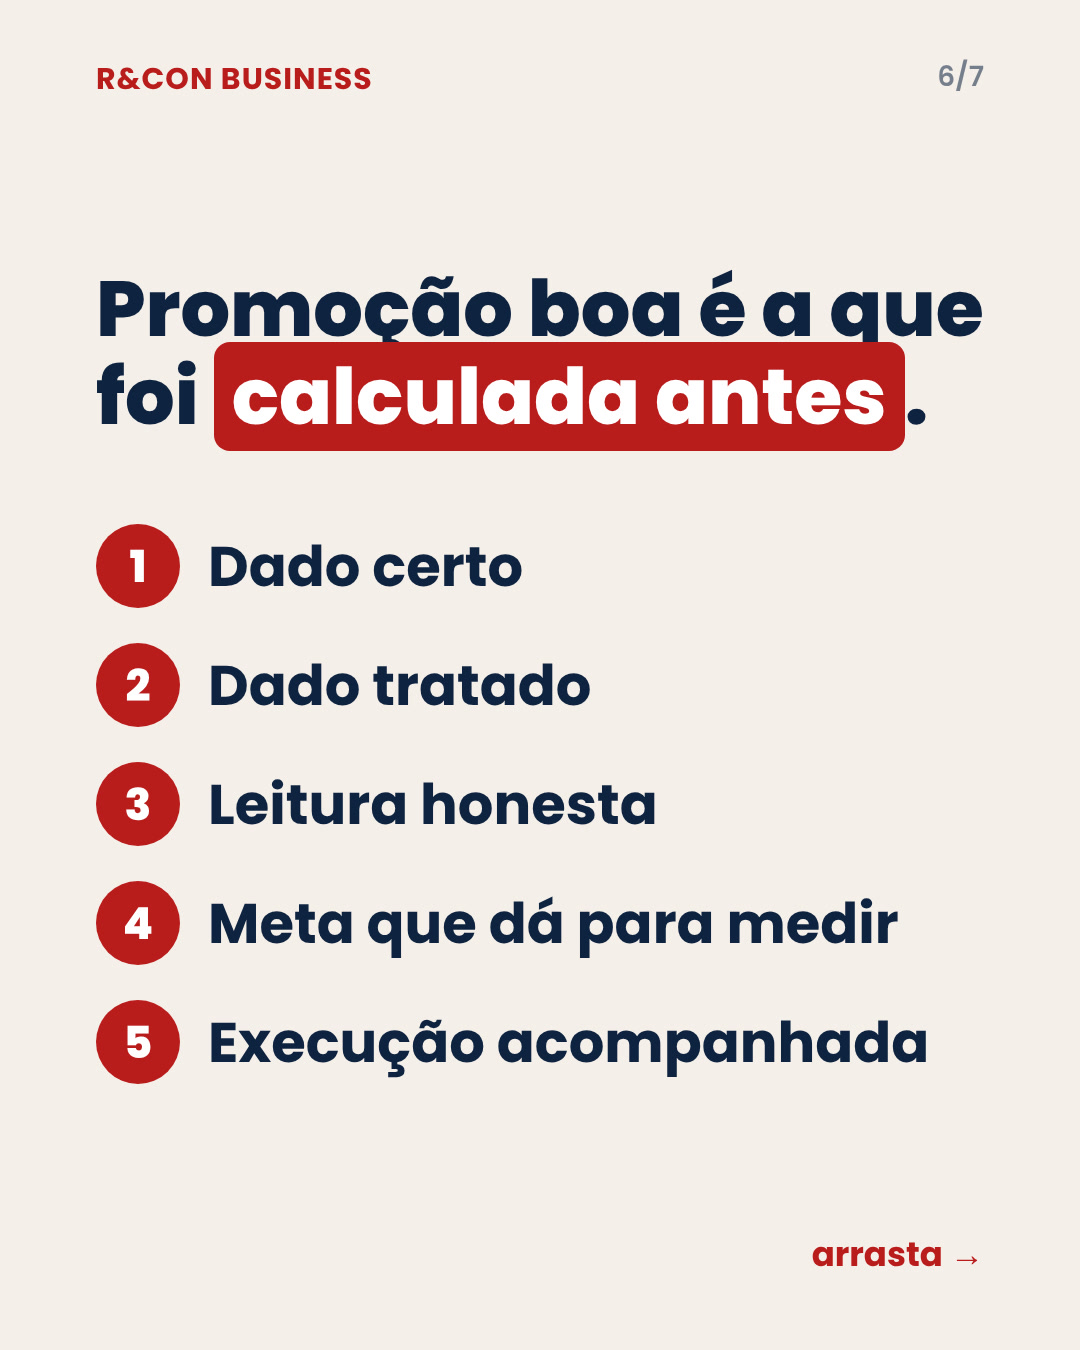 R&CON BUSINESS
6/7
Promoção boa é a que
foi calculada antes.
1 Dado certo
2 Dado tratado
3 Leitura honesta
4 Meta que dá para medir
5 Execução acompanhada
arrasta →